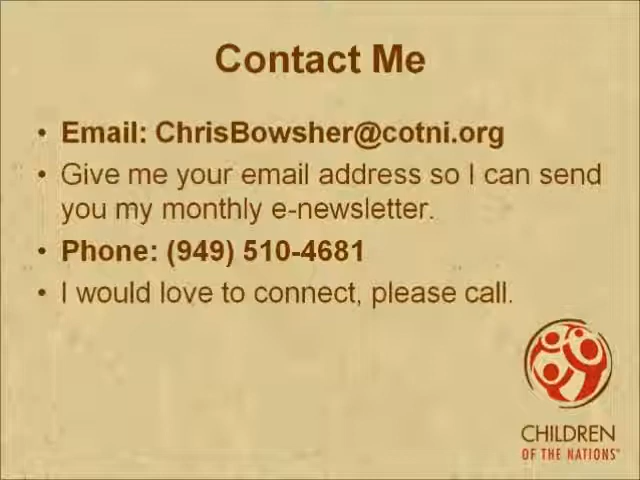 Contact Me
• Email: ChrisBowsher@cotni.org
• Give me your email address so I can send
you my monthly e-newsletter.
• Phone: (949) 510-4681
• I would love to connect, please call.
CHILDREN
OF THE NATIONS™